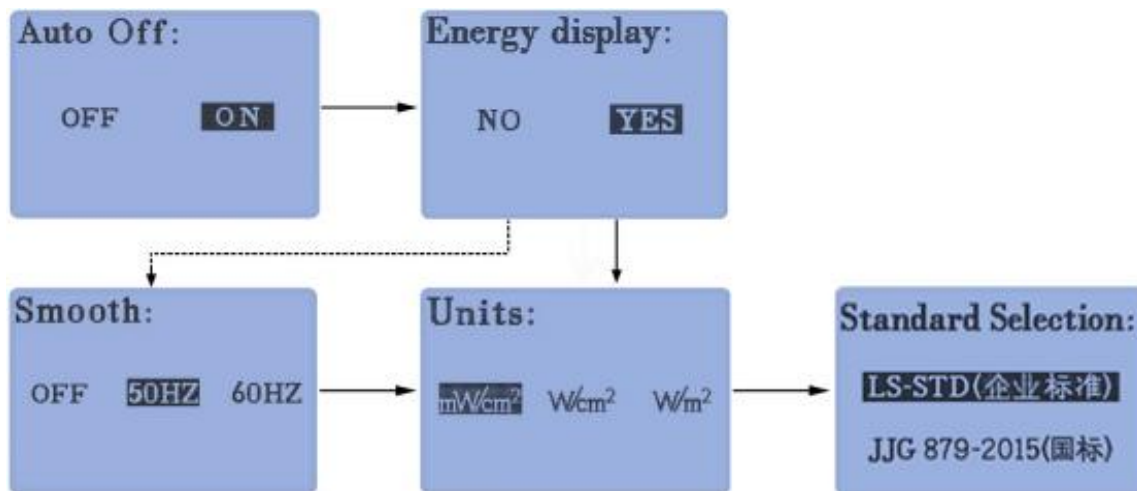 Auto Off:
OFF ON
Energy display:
NO YES
Smooth:
OFF 50HZ 60HZ
Units:
mW/cm² W/cm² W/m²
Standard Selection:
LS-STD(企业标准)
JJG 879-2015(国标)